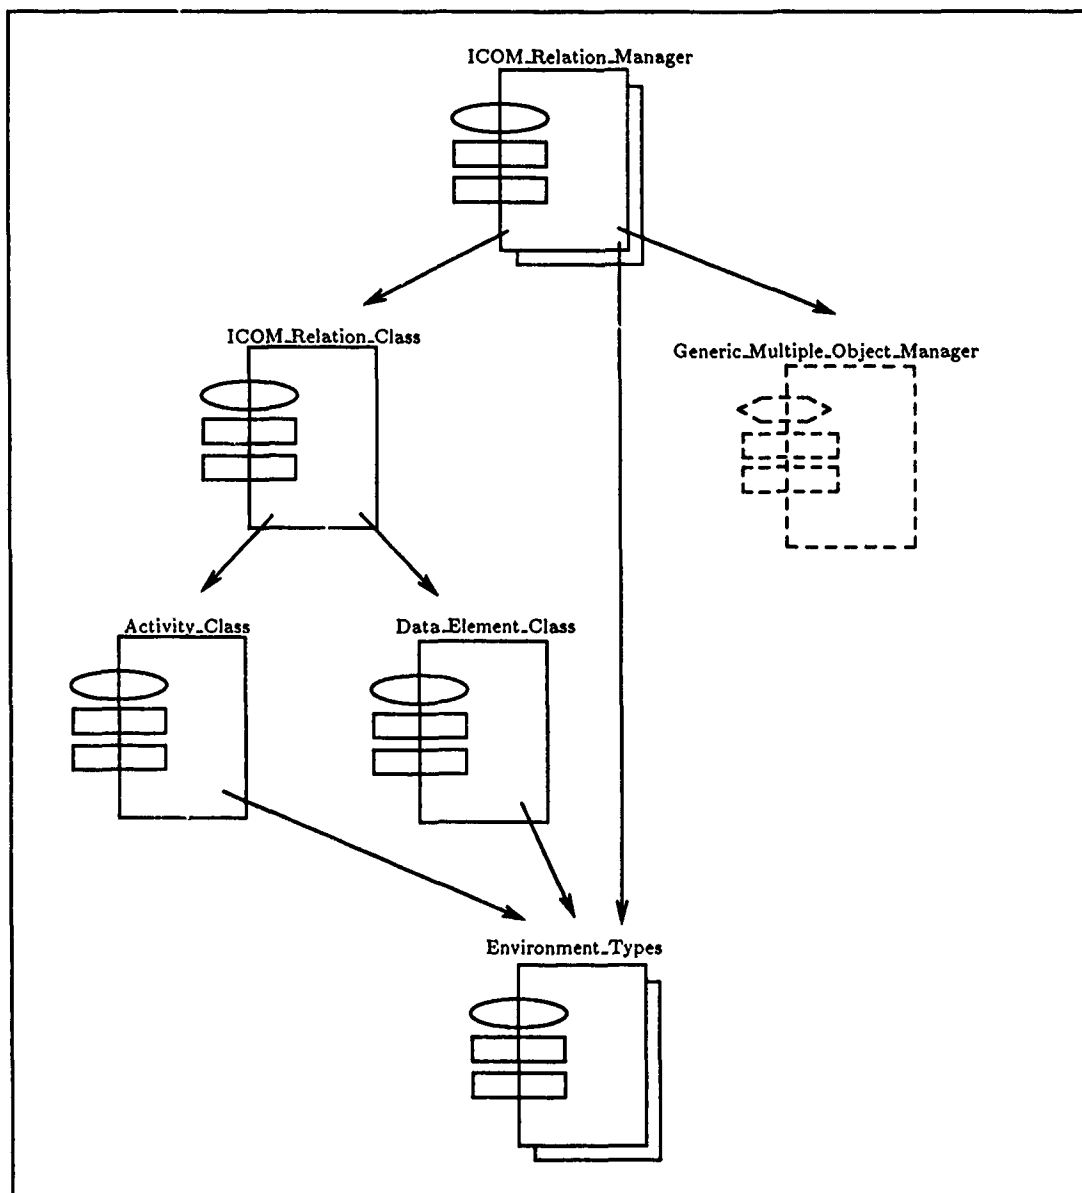 ICOM_Relation_Manager
ICOM_Relation_Class
Generic_Multiple_Object_Manager
Activity_Class
Data_Element_Class
Environment_Types